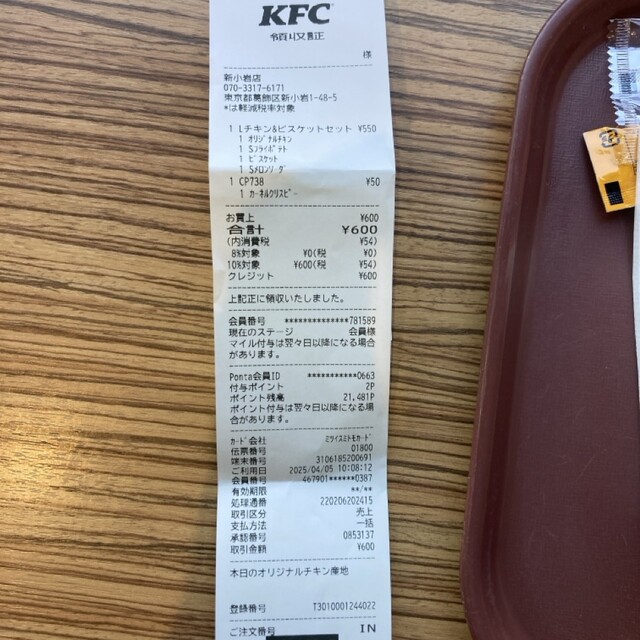 KFC
領収証
様
新小岩店
070-3317-6171
東京都葛飾区新小岩1-48-5
*は軽減税率対象
1 Lチキン&ビスケットセット ¥550
1 オリジナルチキン
1 Sフライポテト
1 ビスケット
1 Sメロンソーダ
1 CP738 ¥50
1 カーネルクリスピー
お買上 ¥600
合計 ¥600
(内消費税 ¥54)
8%対象 ¥0(税 ¥0)
10%対象 ¥600(税 ¥54)
クレジット ¥600
上記正に領収いたしました。
会員番号 **************781589
現在のステージ 会員様
マイル付与は翌々日以降になる場合
があります。
Ponta会員ID ***********0663
付与ポイント 2P
ポイント残高 21,481P
ポイント付与は翌々日以降になる場
合があります。
カード会社 ミツイスミトモカード
伝票番号 01800
端末番号 3106185200691
ご利用日 2025/04/05 10:08:12
会員番号 467901******0387
有効期限 **/**
処理通番 220206202415
取引区分 売上
支払方法 一括
承認番号 0853137
取引金額 ¥600
本日のオリジナルチキン産地
登録番号 T3010001244022
ご注文番号 IN